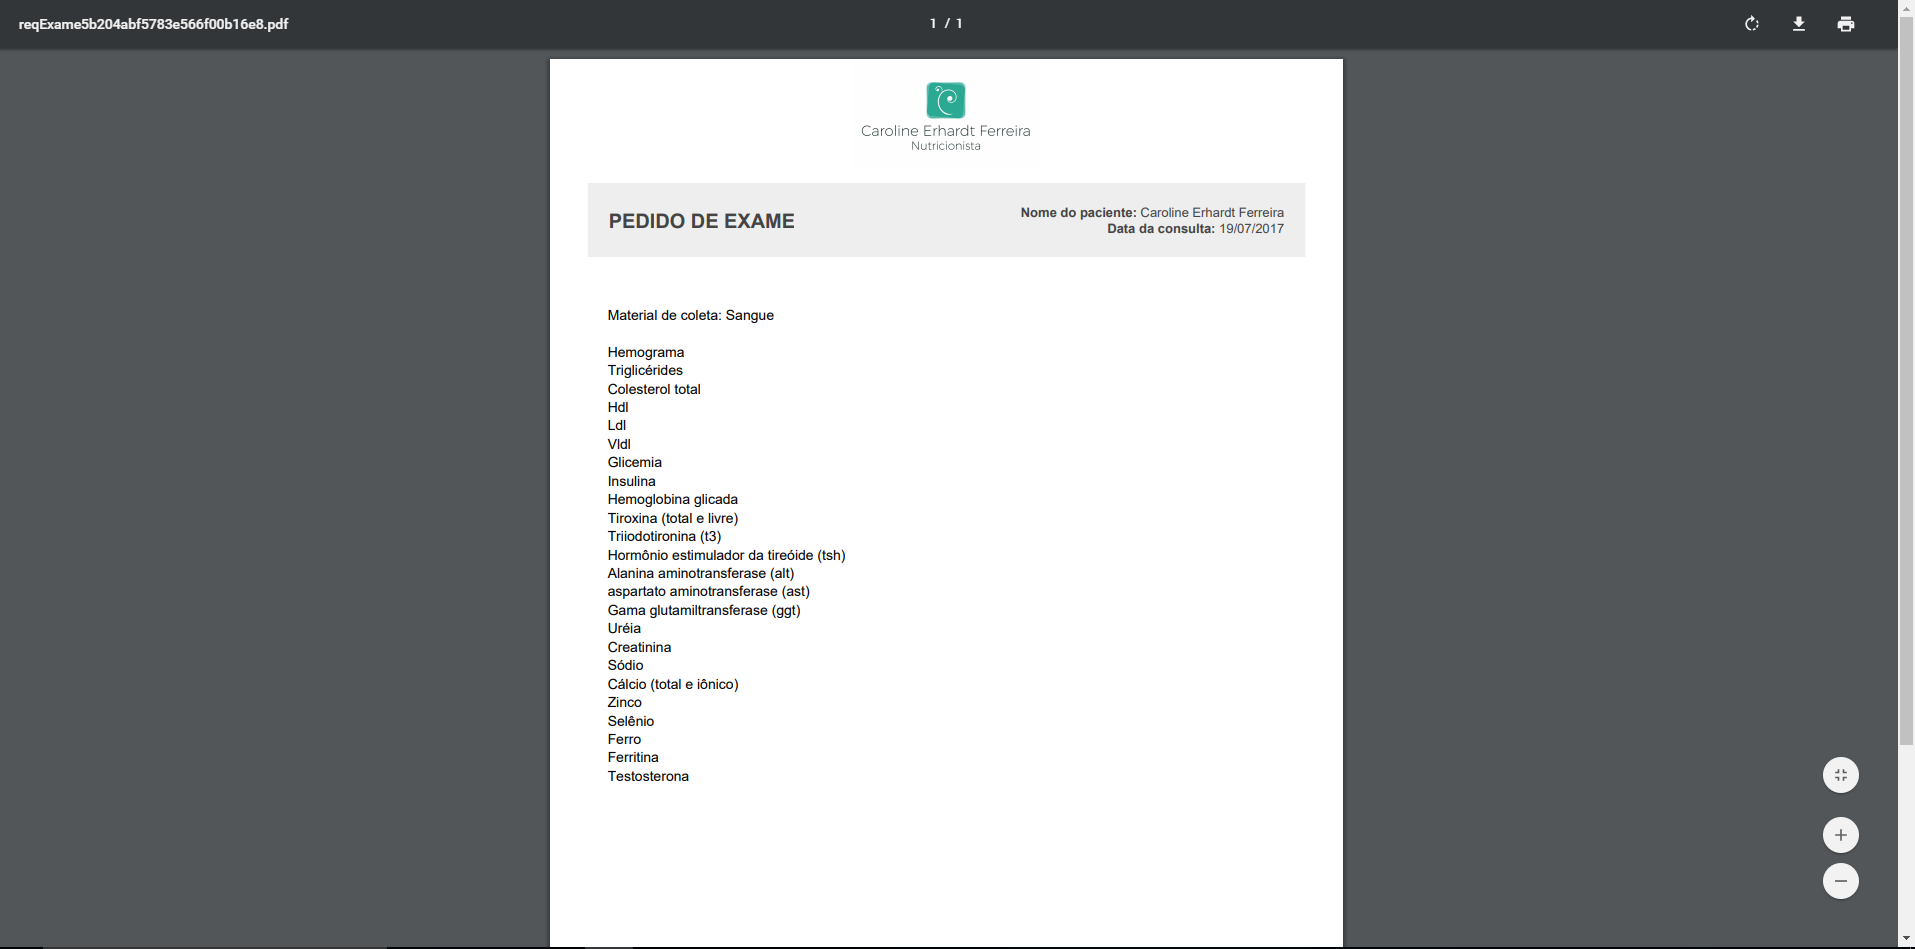 reqExame5b204abf5783e566f00b16e8.pdf
1 / 1
Caroline Erhardt Ferreira
Nutricionista
PEDIDO DE EXAME
Nome do paciente: Caroline Erhardt Ferreira
Data da consulta: 19/07/2017
Material de coleta: Sangue
Hemograma
Triglicérides
Colesterol total
Hdl
Ldl
Vldl
Glicemia
Insulina
Hemoglobina glicada
Tiroxina (total e livre)
Triiodotironina (t3)
Hormônio estimulador da tireóide (tsh)
Alanina aminotransferase (alt)
aspartato aminotransferase (ast)
Gama glutamiltransferase (ggt)
Uréia
Creatinina
Sódio
Cálcio (total e iônico)
Zinco
Selênio
Ferro
Ferritina
Testosterona